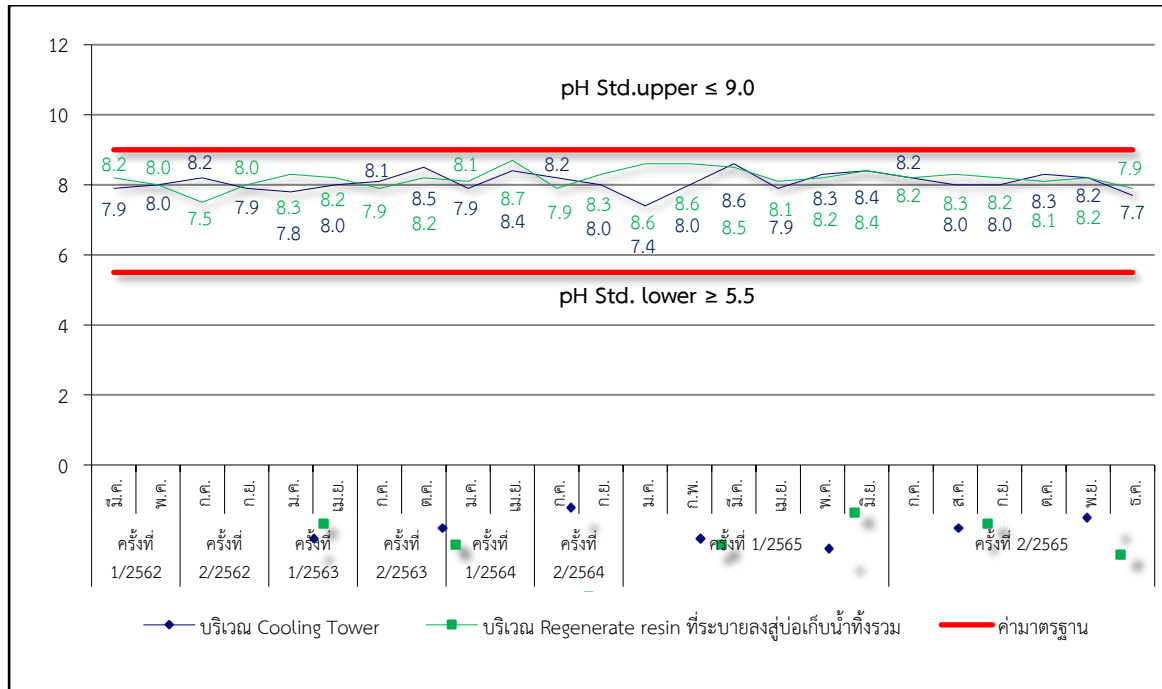 12
pH Std.upper ≤ 9.0
10
8.2 8.0 8.2 8.0 8.1 8.1 8.2 8.2 7.9
8
7.9 8.0 7.5 7.9 8.3 8.2 7.9 8.5 7.9 8.7 7.9 8.3 8.6 8.6 8.6 8.1 8.3 8.4 8.2 8.3 8.2 8.3 8.2 7.7
7.8 8.0 8.2 8.4 8.0 7.4 8.0 8.5 7.9 8.2 8.4 8.0 8.0 8.1 8.2
6
pH Std. lower ≥ 5.5
4
2
0
มี.ค. พ.ค. ก.ค. ก.ย. ม.ค เม.ย. ก.ค ต.ค. ม.ค เม.ย. ก.ค ก.ย. ม.ค ก.พ. มี.ค เม.ย. พ.ค. มิ.ย. ก.ค ส.ค. ก.ย. ต.ค. พ.ย. ธ.ค
ครั้งที่ ครั้งที่ ครั้งที่ ครั้งที่ ครั้งที่ ครั้งที่ ครั้งที่ 1/2565 ครั้งที่ 2/2565
1/2562 2/2562 1/2563 2/2563 1/2564 2/2564
บริเวณ Cooling Tower บริเวณ Regenerate resin ที่ระบายลงสู่บ่อเก็บน้ำทิ้งรวม ค่ามาตรฐาน